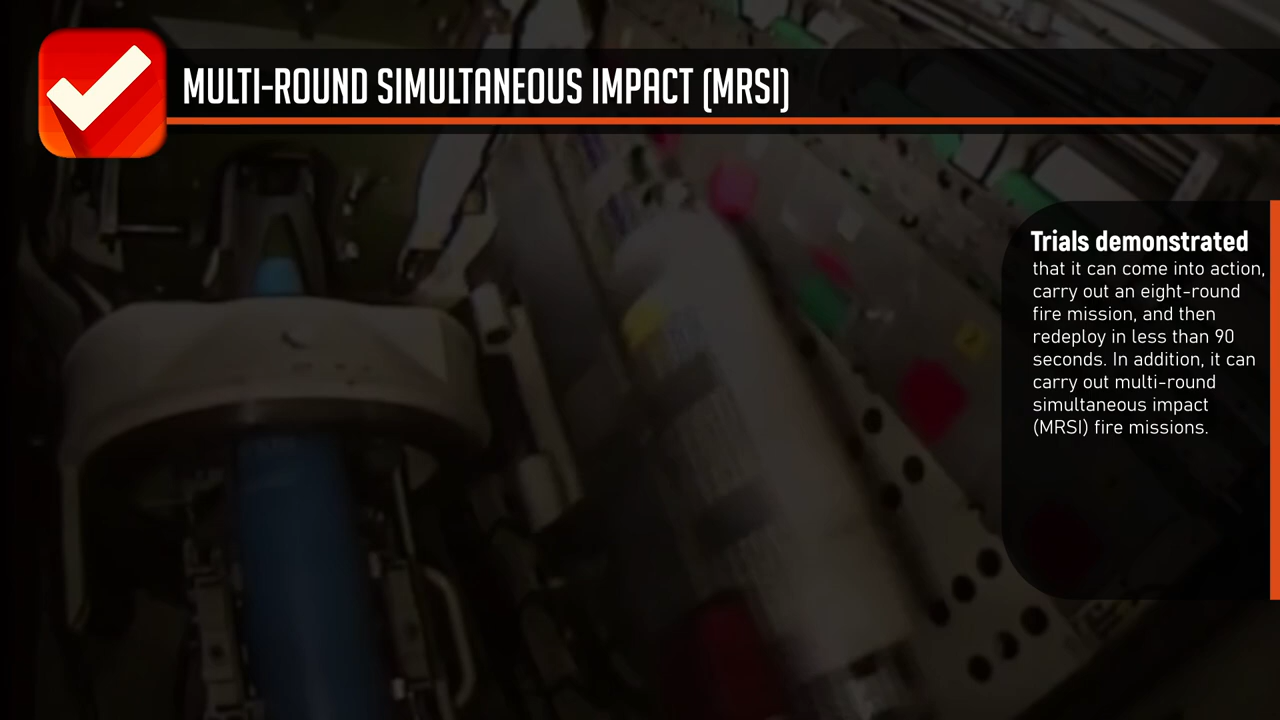 MULTI-ROUND SIMULTANEOUS IMPACT (MRSI)
Trials demonstrated
that it can come into action,
carry out an eight-round
fire mission, and then
redeploy in less than 90
seconds. In addition, it can
carry out multi-round
simultaneous impact
(MRSI) fire missions.